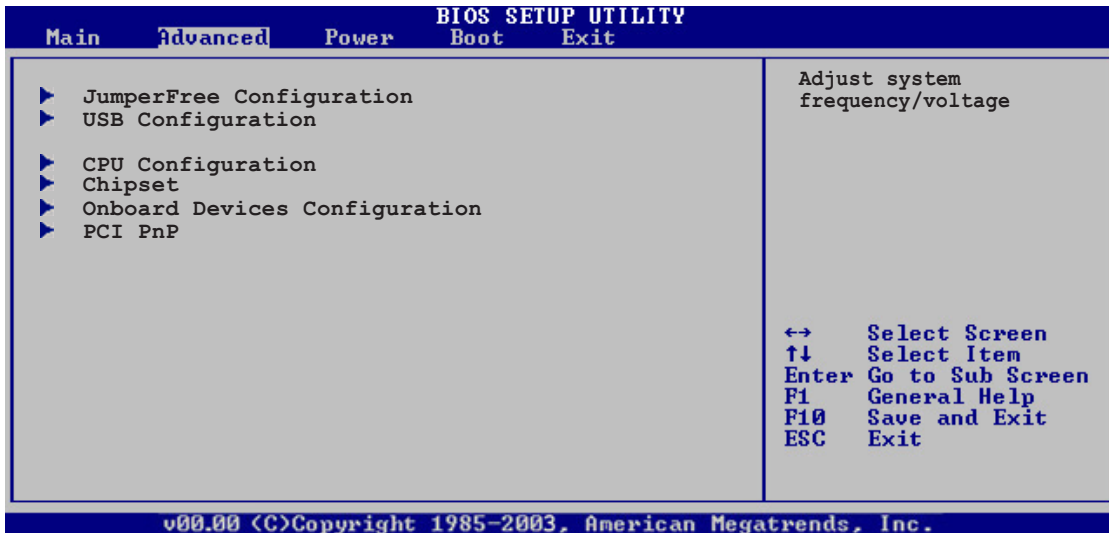 BIOS SETUP UTILITY
Main Advanced Power Boot Exit
JumperFree Configuration
USB Configuration
CPU Configuration
Chipset
Onboard Devices Configuration
PCI PnP
Adjust system
frequency/voltage
←→ Select Screen
↑↓ Select Item
Enter Go to Sub Screen
F1 General Help
F10 Save and Exit
ESC Exit
v00.00 (C)Copyright 1985-2003, American Megatrends, Inc.